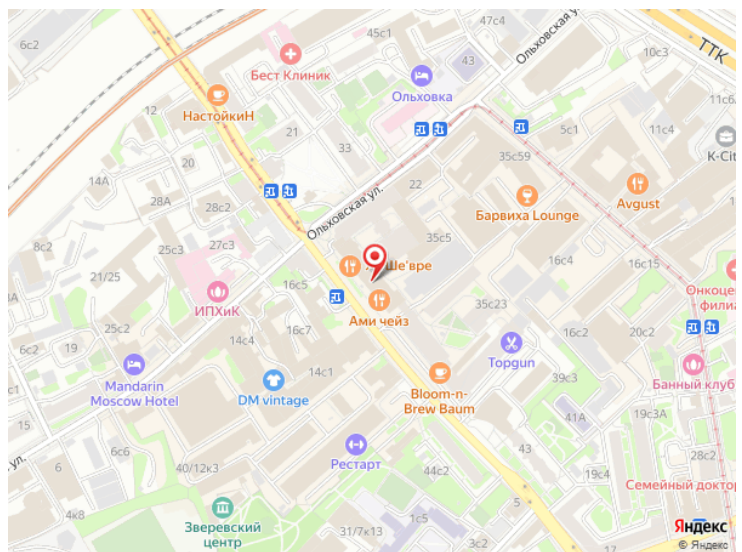 6с2
45с1
47с4
Ольховская ул.
ТТК
10с3
Бест Клиник
43
Ольховка
11с6
12
НастойкиН
21
33
5с1
11с4
35с59
K-Cit
20
14А
28А
28с2
22
Барвиха Lounge
Avgust
Ольховская ул.
8с2
25с3
27с3
35с5
21/25
Ше'вре
16с4
16с15
Онкоце
филиа
ИПХиК
16с5
Ами чейз
35с23
25с2
6с2
19
16с7
14с4
Topgun
16с2
20с2
Mandarin
Moscow Hotel
14с1
DM vintage
Bloom-n-
Brew Baum
39с3
Банный клуб
41А
19с3А
ул.
6
6с6
Рестарт
43
28с2
40/12к3
44с2
19с4
Семейный доктор
4к8
Зверевский
центр
5
1с5
31/7к13
17
Яндекс
© Яндекс